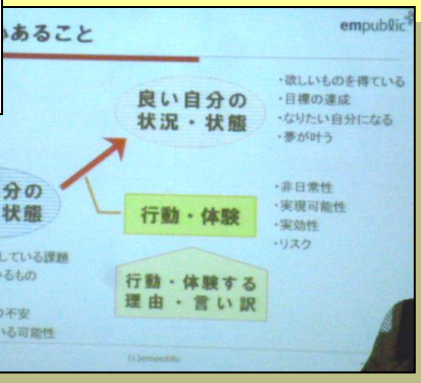 いあること
empublic
良い自分の
状況・状態
・欲しいものを得ている
・目標の達成
・なりたい自分になる
・夢が叶う
分の
状態
行動・体験
・非日常性
・実現可能性
・実効性
・リスク
している課題
いるもの
行動・体験する
理由・言い訳
の不安
いる可能性
(c)empublic